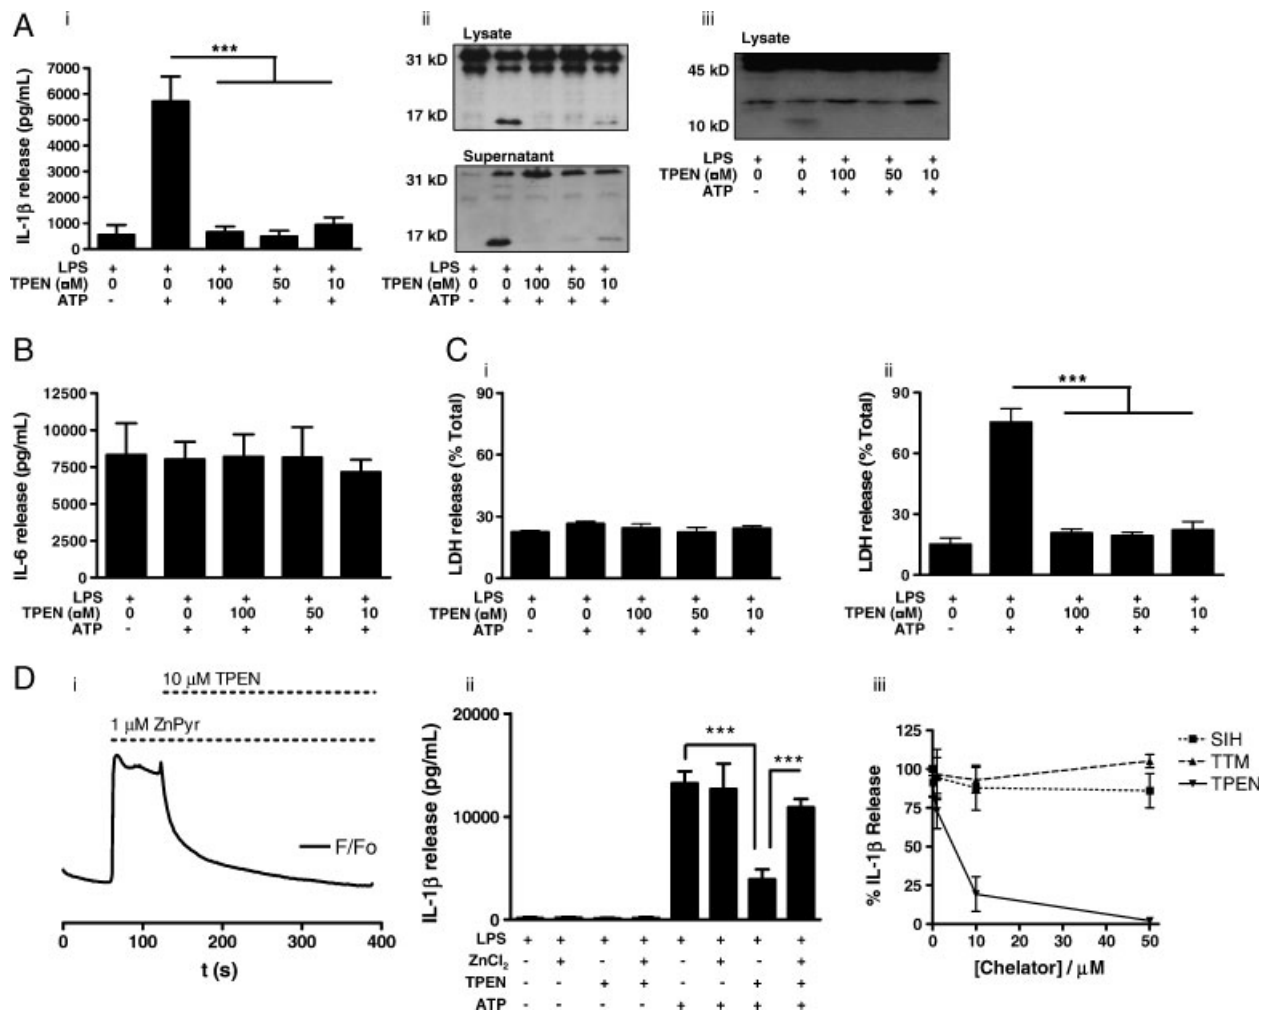 A
i
***
IL-1β release (pg/mL)
7000
6000
5000
4000
3000
2000
1000
0
LPS + + + + +
TPEN (¤M) 0 0 100 50 10
ATP - + + + +
ii
Lysate
31 kD
17 kD
Supernatant
31 kD
17 kD
LPS + + + + +
TPEN (¤M) 0 0 100 50 10
ATP - + + + +
iii
Lysate
45 kD
10 kD
LPS + + + + +
TPEN (¤M) 0 0 100 50 10
ATP - + + + +
B
IL-6 release (pg/mL)
12500
10000
7500
5000
2500
0
LPS + + + + +
TPEN (¤M) 0 0 100 50 10
ATP - + + + +
C
i
LDH release (% Total)
90
60
30
0
LPS + + + + +
TPEN (¤M) 0 0 100 50 10
ATP - + + + +
ii
***
LDH release (% Total)
90
60
30
0
LPS + + + + +
TPEN (¤M) 0 0 100 50 10
ATP - + + + +
D
i
10 μM TPEN
1 μM ZnPyr
F/Fo
0 100 200 300 400
t (s)
ii
IL-1β release (pg/mL)
20000
10000
0
***
***
LPS + + + + + + + +
ZnCl₂ - + - + - + - +
TPEN - - + + - - + +
ATP - - - - + + + +
iii
% IL-1β Release
125
100
75
50
25
0
0 10 20 30 40 50
[Chelator] / μM
SIH
TTM
TPEN